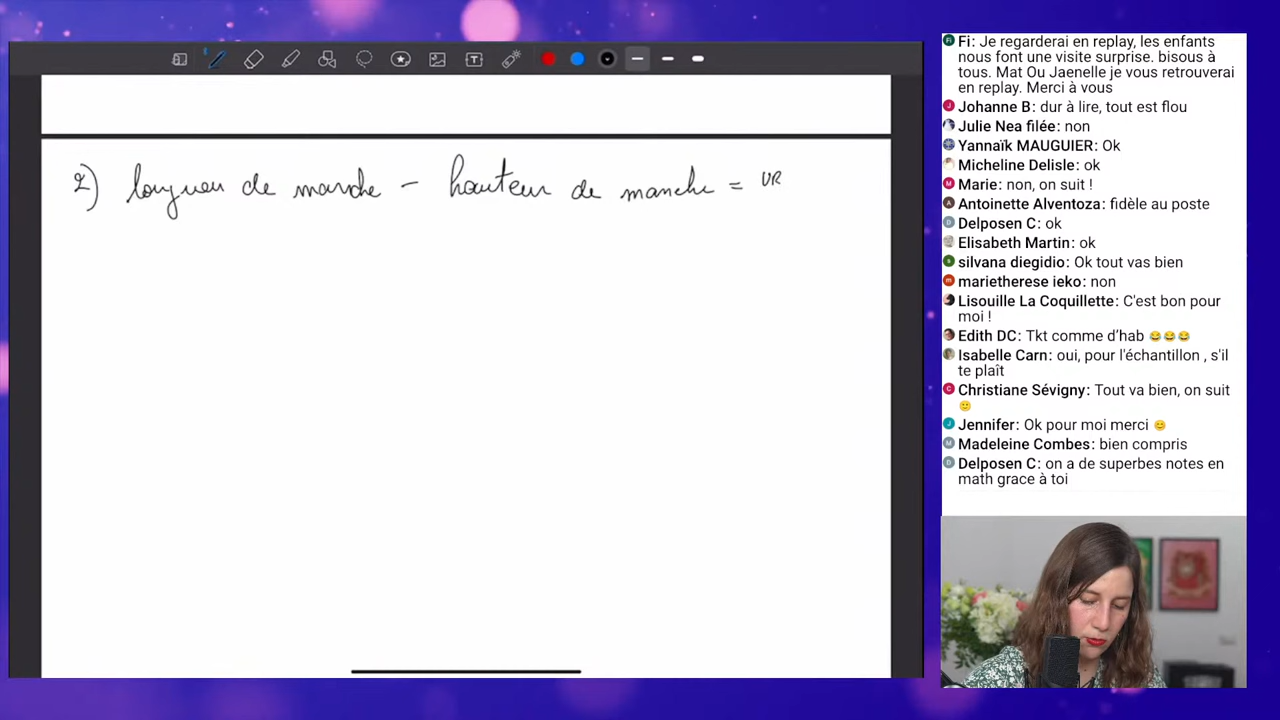 2) longueur de manche - hauteur de manche = UR
Fi: Je regarderai en replay, les enfants
nous font une visite surprise. bisous à
tous. Mat Ou Jaenelle je vous retrouverai
en replay. Merci à vous
Johanne B: dur à lire, tout est flou
Julie Nea filée: non
Yannaïk MAUGUIER: Ok
Micheline Delisle: ok
Marie: non, on suit !
Antoinette Alventoza: fidèle au poste
Delposen C: ok
Elisabeth Martin: ok
silvana diegidio: Ok tout vas bien
marietherese ieko: non
Lisouille La Coquillette: C'est bon pour
moi !
Edith DC: Tkt comme d'hab 😂😂😂
Isabelle Carn: oui, pour l'échantillon , s'il
te plaît
Christiane Sévigny: Tout va bien, on suit
🙂
Jennifer: Ok pour moi merci 😊
Madeleine Combes: bien compris
Delposen C: on a de superbes notes en
math grace à toi